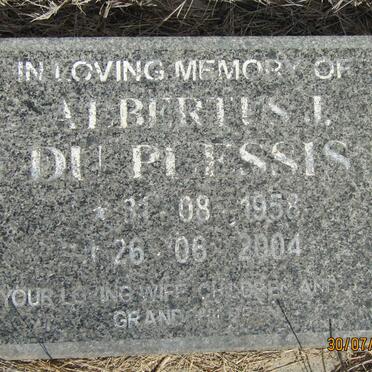 IN LOVING MEMORY OF
ALBERTUS J.
DU PLESSIS
* 31 08 1958
† 26 06 2004
YOUR LOVING WIFE CHILDREN AND
GRAND
30/07/